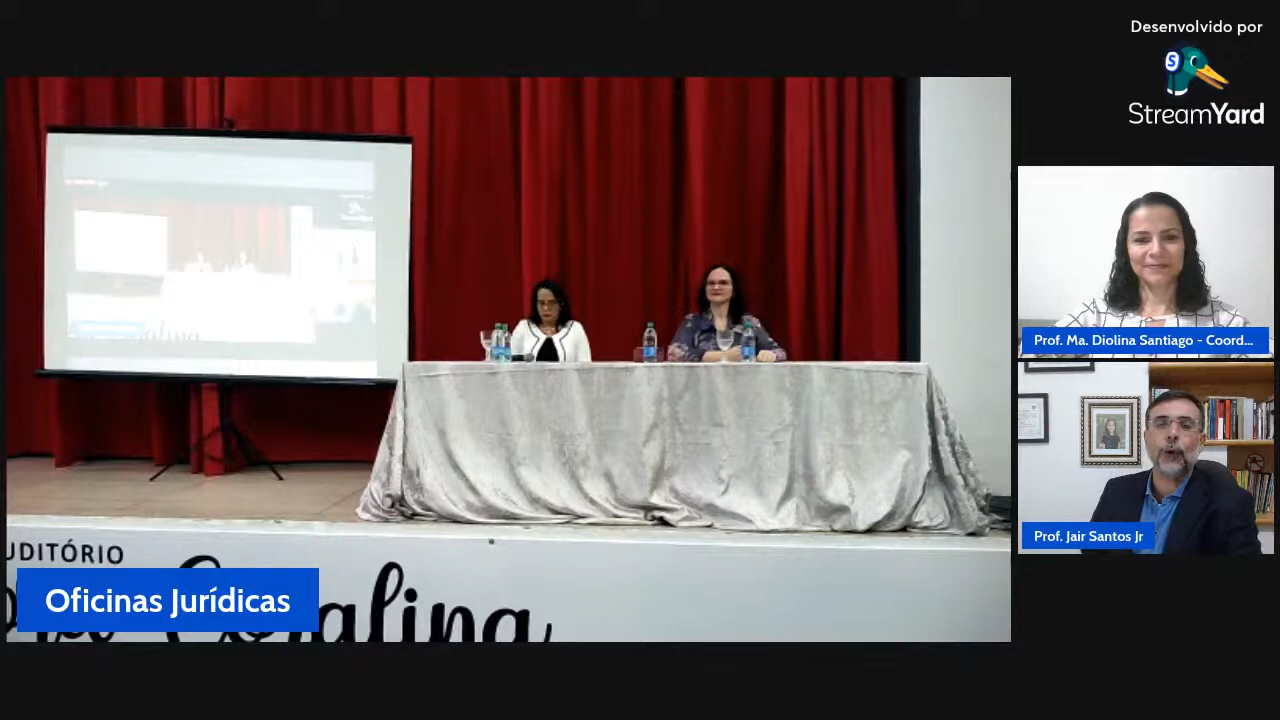 Desenvolvido por
StreamYard
Prof. Ma. Diolina Santiago - Coord...
Prof. Jair Santos Jr
UDITÓRIO
Oficinas Jurídicas